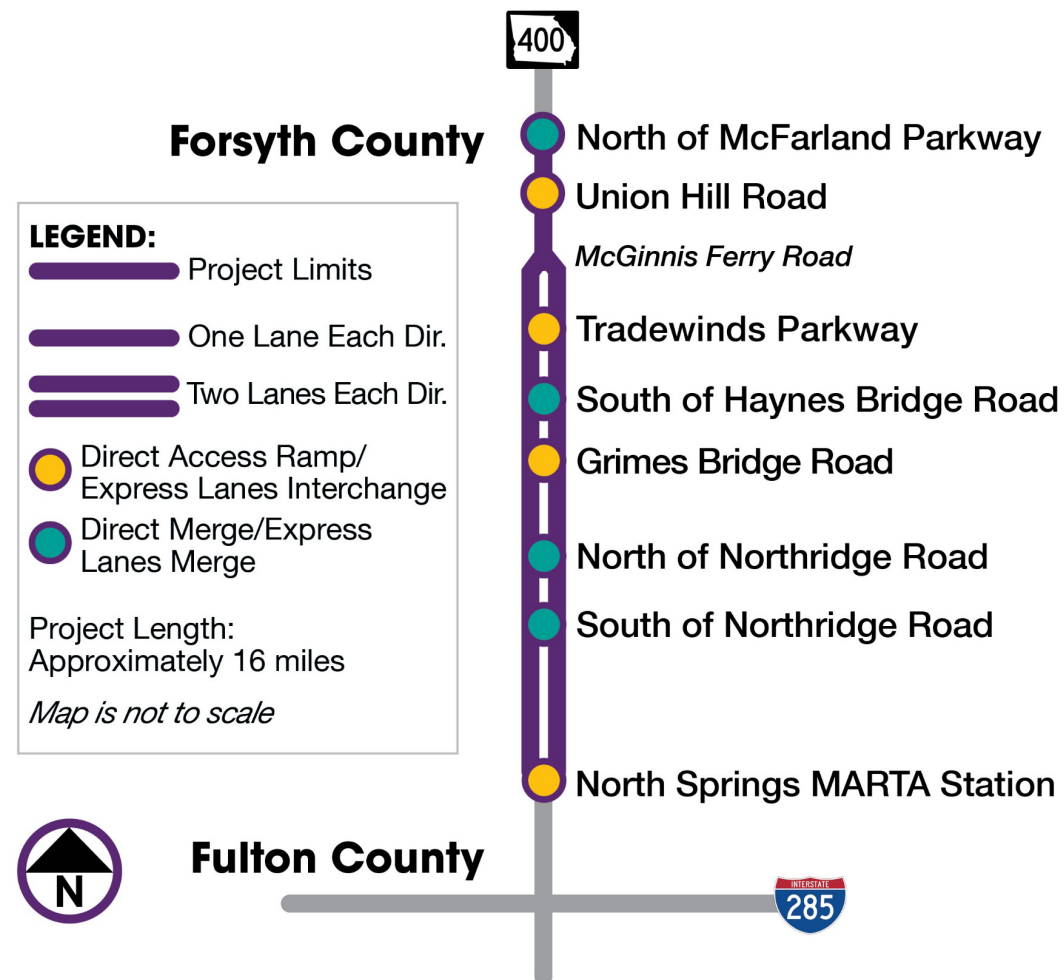 400
Forsyth County
North of McFarland Parkway
Union Hill Road
McGinnis Ferry Road
Tradewinds Parkway
South of Haynes Bridge Road
Grimes Bridge Road
North of Northridge Road
South of Northridge Road
North Springs MARTA Station
LEGEND:
Project Limits
One Lane Each Dir.
Two Lanes Each Dir.
Direct Access Ramp/
Express Lanes Interchange
Direct Merge/Express
Lanes Merge
Project Length:
Approximately 16 miles
Map is not to scale
N
Fulton County
INTERSTATE
285